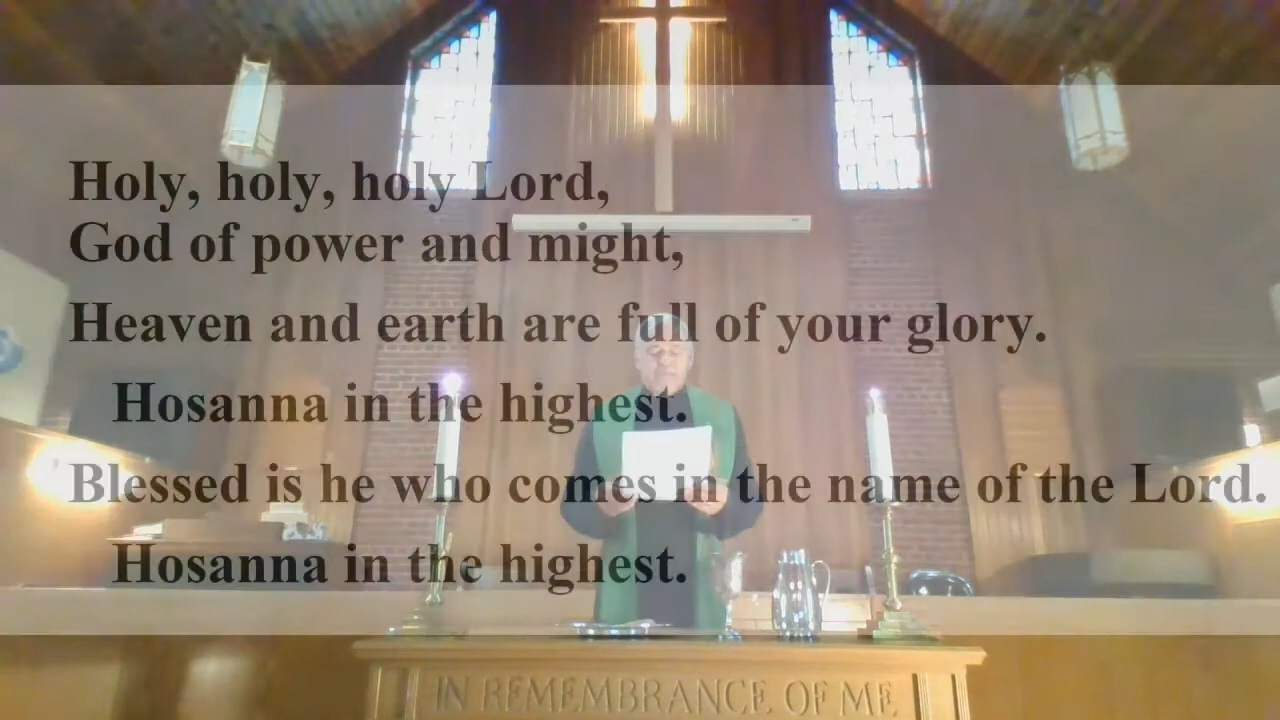 Holy, holy, holy Lord,
God of power and might,
Heaven and earth are full of your glory.
Hosanna in the highest.
Blessed is he who comes in the name of the Lord.
Hosanna in the highest.
IN REMEMBRANCE OF ME